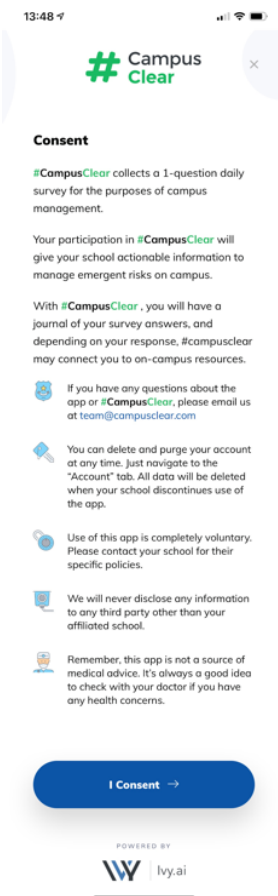 13:48
# Campus
Clear
×
Consent
#CampusClear collects a 1-question daily
survey for the purposes of campus
management.
Your participation in #CampusClear will
give your school actionable information to
manage emergent risks on campus.
With #CampusClear , you will have a
journal of your survey answers, and
depending on your response, #campusclear
may connect you to on-campus resources.
If you have any questions about the
app or #CampusClear, please email us
at team@campusclear.com
You can delete and purge your account
at any time. Just navigate to the
“Account” tab. All data will be deleted
when your school discontinues use of
the app.
Use of this app is completely voluntary.
Please contact your school for their
specific policies.
We will never disclose any information
to any third party other than your
affiliated school.
Remember, this app is not a source of
medical advice. It’s always a good idea
to check with your doctor if you have
any health concerns.
I Consent →
POWERED BY
Ivy.ai